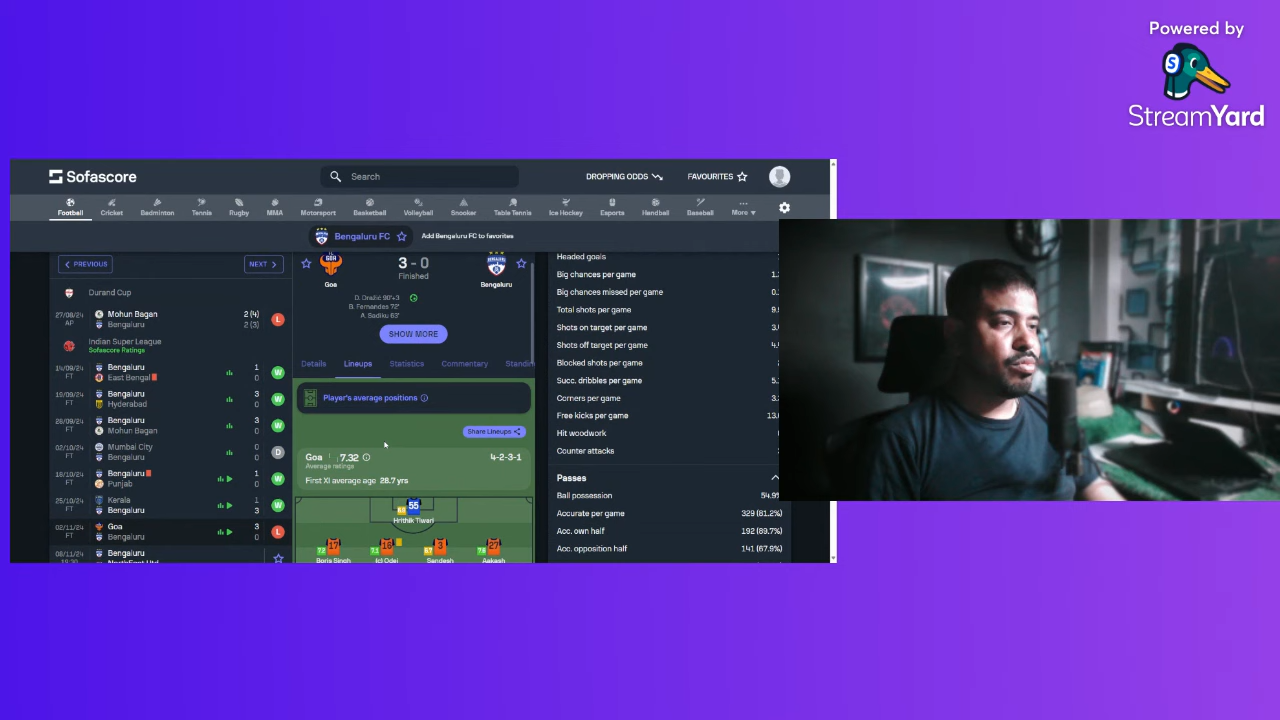 Powered by
StreamYard
Sofascore
Search
DROPPING ODDS
FAVOURITES
Football
Cricket
Badminton
Tennis
Rugby
MMA
Motorsport
Basketball
Volleyball
Snooker
Table Tennis
Ice Hockey
Esports
Handball
Baseball
More
Bengaluru FC
Add Bengaluru FC to favorites
PREVIOUS
NEXT
Durand Cup
27/08/24 Mohun Bagan 2 (4)
AP Bengaluru 2 (3)
L
Indian Super League
Sofascore Ratings
14/09/24 Bengaluru 1
FT East Bengal 0
W
19/09/24 Bengaluru 3
FT Hyderabad 0
W
28/09/24 Bengaluru 3
FT Mohun Bagan 0
W
02/10/24 Mumbai City 0
FT Bengaluru 0
D
18/10/24 Bengaluru 1
FT Punjab 0
W
25/10/24 Kerala 1
FT Bengaluru 3
W
02/11/24 Goa 3
FT Bengaluru 0
L
08/11/24 Bengaluru
3 - 0
Finished
Goa
Bengaluru
D. Dražić 90'+3
B. Fernandes 72'
A. Sadiku 63'
SHOW MORE
Details
Lineups
Statistics
Commentary
Player's average positions
Share Lineups
Goa 7.32 4-2-3-1
Average ratings
First XI average age 28.7 yrs
55
Hrithik Tiwari
17
16
3
27
Boris Singh
(c) Odei
Sandesh
Aakash
Headed goals
Big chances per game
Big chances missed per game
Total shots per game
Shots on target per game
Shots off target per game
Blocked shots per game
Succ. dribbles per game
Corners per game
Free kicks per game
Hit woodwork
Counter attacks
Passes
Ball possession 54.9%
Accurate per game 329 (81.2%)
Acc. own half 192 (89.7%)
Acc. opposition half 141 (67.9%)